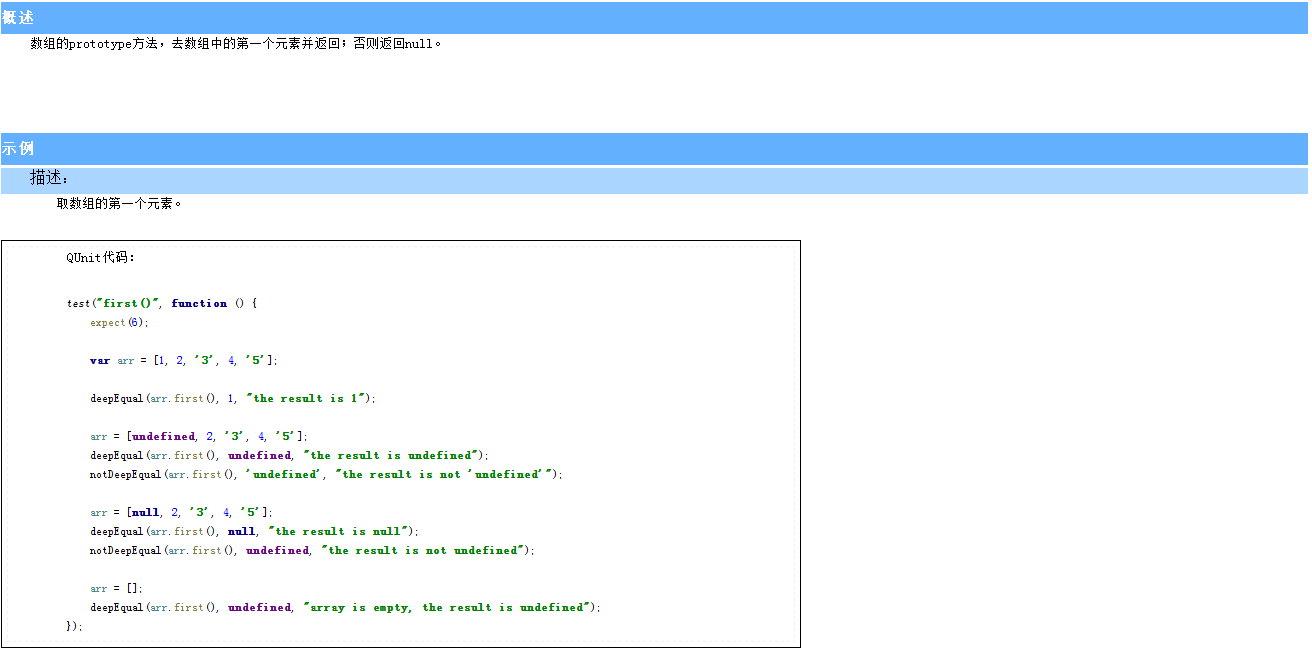 概述
数组的prototype方法，去数组中的第一个元素并返回；否则返回null。
示例
描述：
取数组的第一个元素。
QUnit代码：
test("first()", function () {
expect(6);
var arr = [1, 2, '3', 4, '5'];
deepEqual(arr.first(), 1, "the result is 1");
arr = [undefined, 2, '3', 4, '5'];
deepEqual(arr.first(), undefined, "the result is undefined");
notDeepEqual(arr.first(), 'undefined', "the result is not 'undefined'");
arr = [null, 2, '3', 4, '5'];
deepEqual(arr.first(), null, "the result is null");
notDeepEqual(arr.first(), undefined, "the result is not undefined");
arr = [];
deepEqual(arr.first(), undefined, "array is empty, the result is undefined");
});